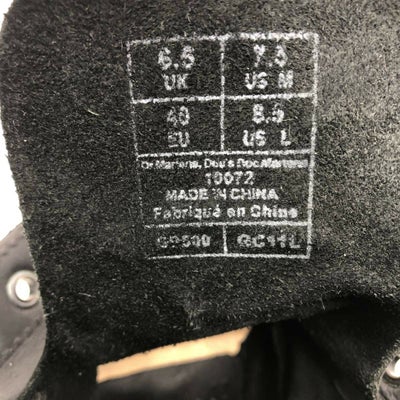 6.5 UK 7.5 US M
40 EU 8.5 US L
Dr. Martens, Doc's Doc Martens
10072
MADE IN CHINA
Fabriqué en Chine
GC11L